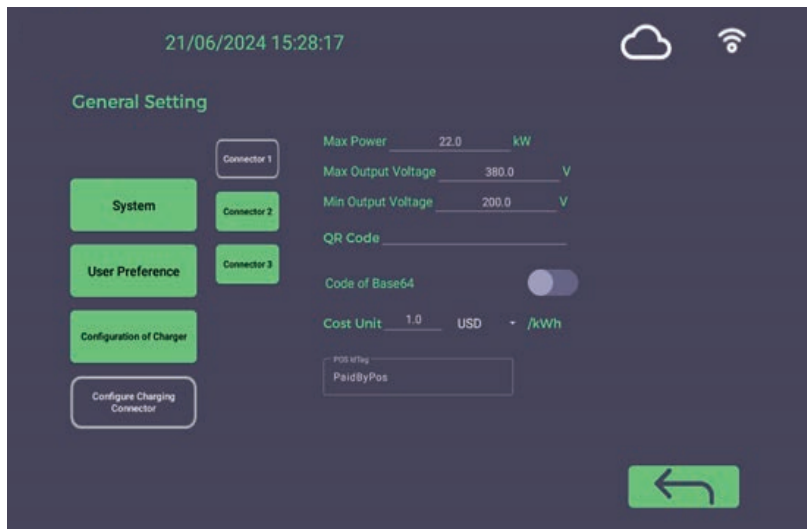 21/06/2024 15:28:17
General Setting
System
User Preference
Configuration of Charger
Configure Charging
Connector
Connector 1
Connector 2
Connector 3
Max Power 22.0 kW
Max Output Voltage 380.0 V
Min Output Voltage 200.0 V
QR Code
Code of Base64
Cost Unit 1.0 USD /kWh
POS IdTag
PaidByPos